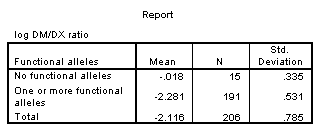 Report
log DM/DX ratio
Functional alleles Mean N Std. Deviation
No functional alleles -.018 15 .335
One or more functional alleles -2.281 191 .531
Total -2.116 206 .785